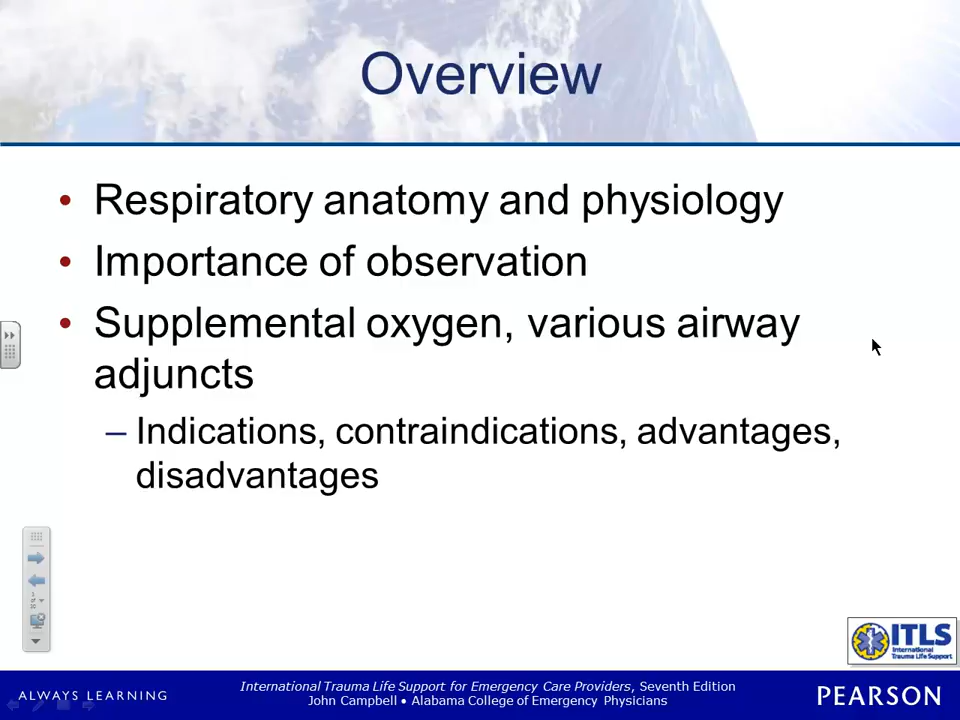 Overview
• Respiratory anatomy and physiology
• Importance of observation
• Supplemental oxygen, various airway
adjuncts
– Indications, contraindications, advantages,
disadvantages
ITLS
International
Trauma Life Support
ALWAYS LEARNING
International Trauma Life Support for Emergency Care Providers, Seventh Edition
John Campbell • Alabama College of Emergency Physicians
PEARSON